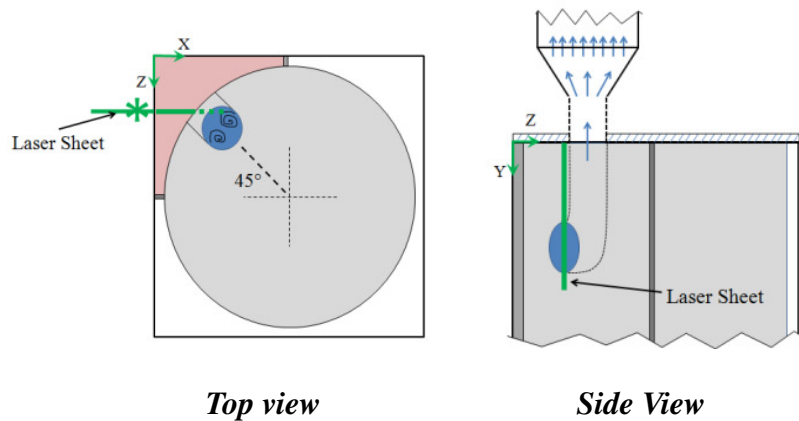 X
Z
Laser Sheet
45°
Top view
Z
Y
Laser Sheet
Side View